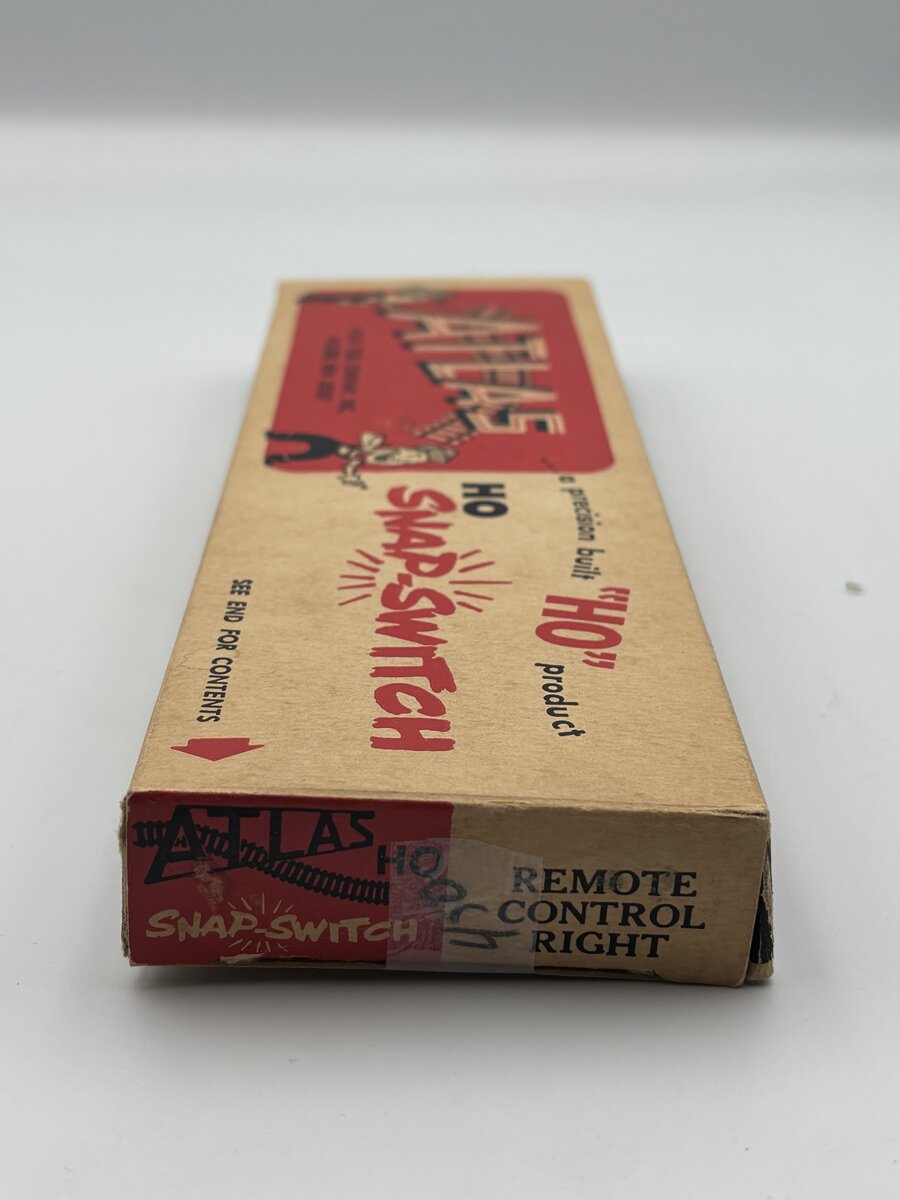 ATLAS
...a precision built "HO" product
HO
SNAP-SWITCH
SEE END FOR CONTENTS
ATLAS
HO
SNAP-SWITCH
REMOTE
CONTROL
RIGHT